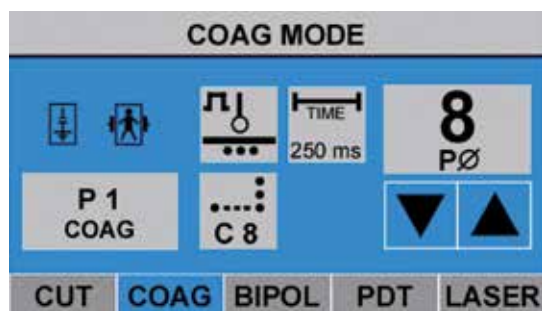 COAG MODE
TIME
250 ms
8
PØ
P 1
COAG
C 8
CUT COAG BIPOL PDT LASER